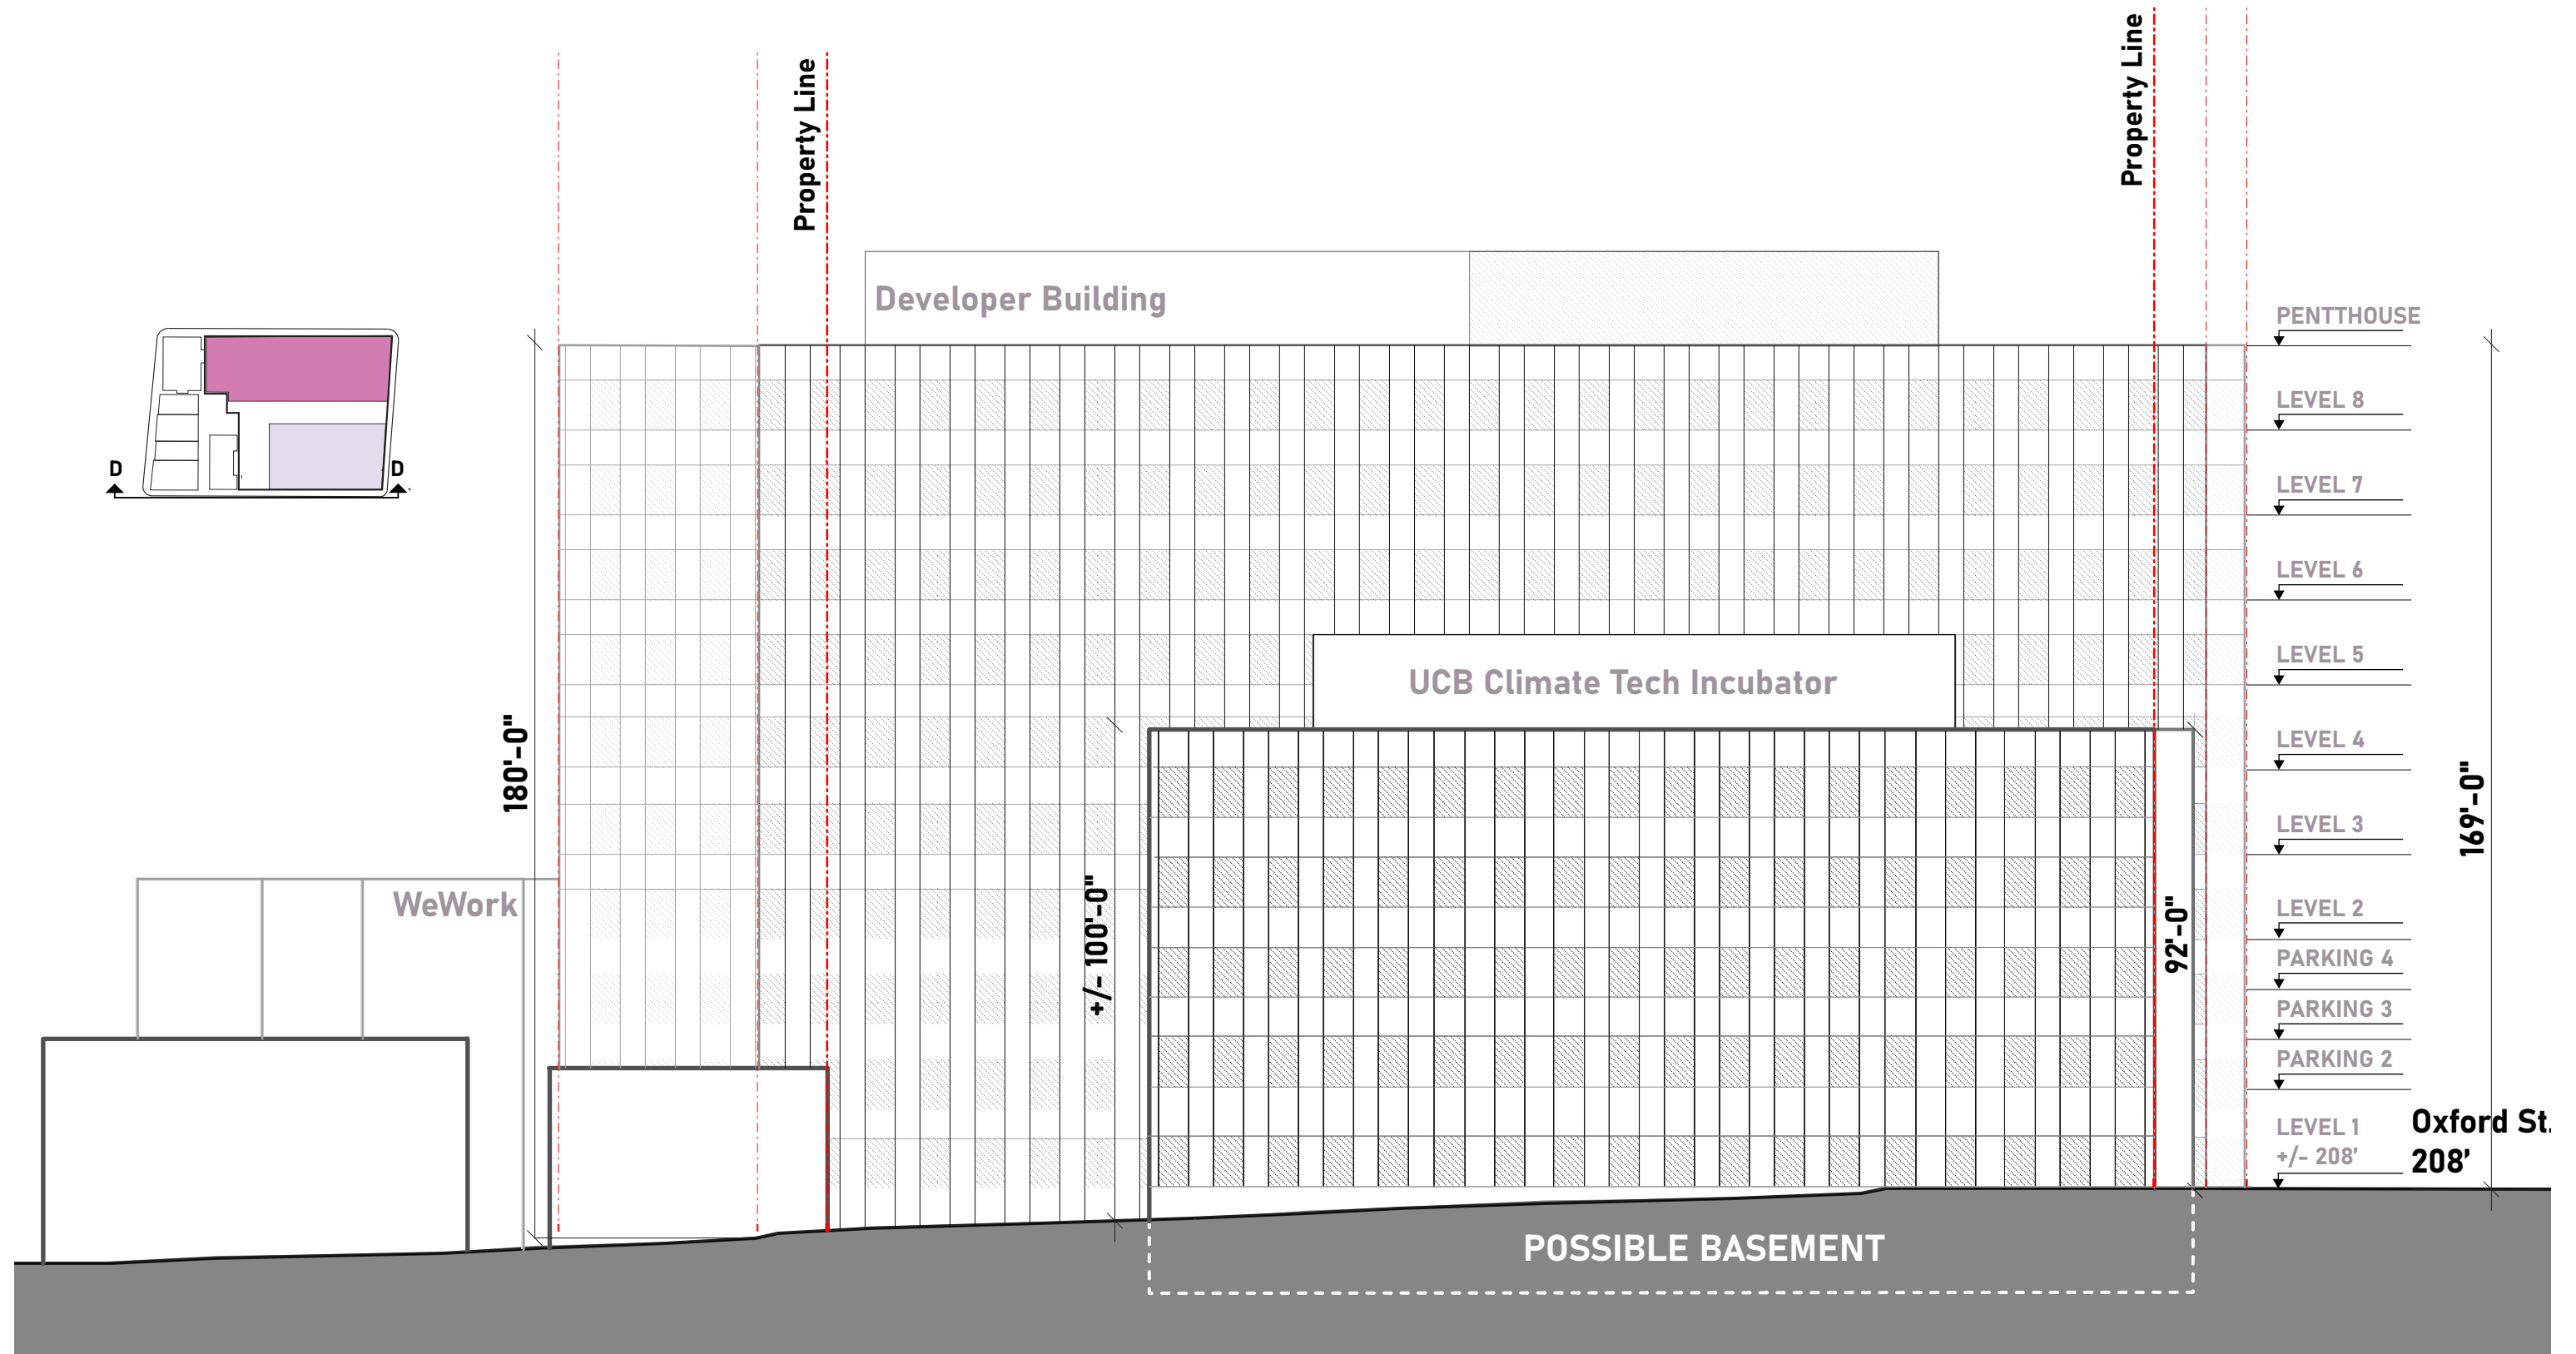 Property Line
Property Line
Developer Building
PENTTHOUSE
LEVEL 8
D
D
LEVEL 7
LEVEL 6
LEVEL 5
UCB Climate Tech Incubator
180'-0"
LEVEL 4
169'-0"
LEVEL 3
WeWork
+/- 100'-0"
92'-0"
LEVEL 2
PARKING 4
PARKING 3
PARKING 2
LEVEL 1
+/- 208’
Oxford St.
208’
POSSIBLE BASEMENT